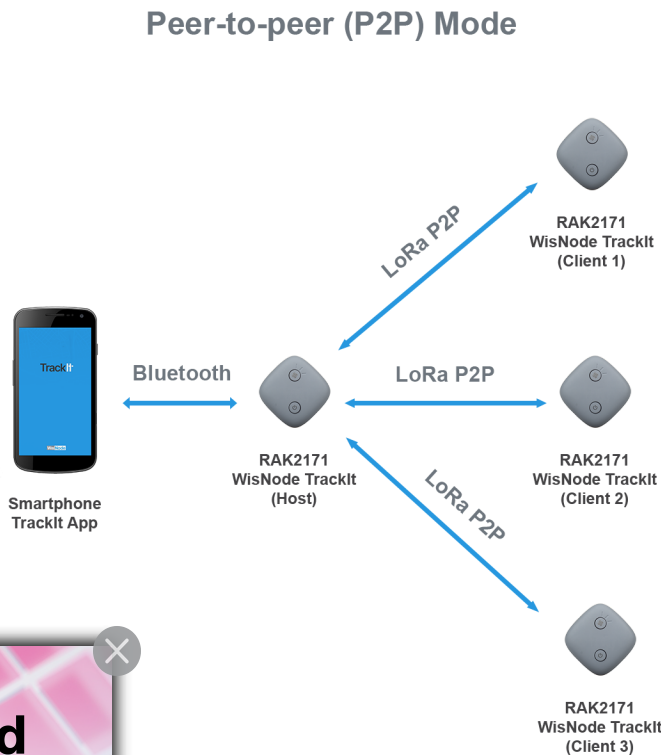 Peer-to-peer (P2P) Mode
LoRa P2P
RAK2171
WisNode TrackIt
(Client 1)
TrackIt
Bluetooth
LoRa P2P
RAK2171
WisNode TrackIt
(Host)
RAK2171
WisNode TrackIt
(Client 2)
Smartphone
TrackIt App
LoRa P2P
RAK2171
WisNode TrackIt
(Client 3)
d